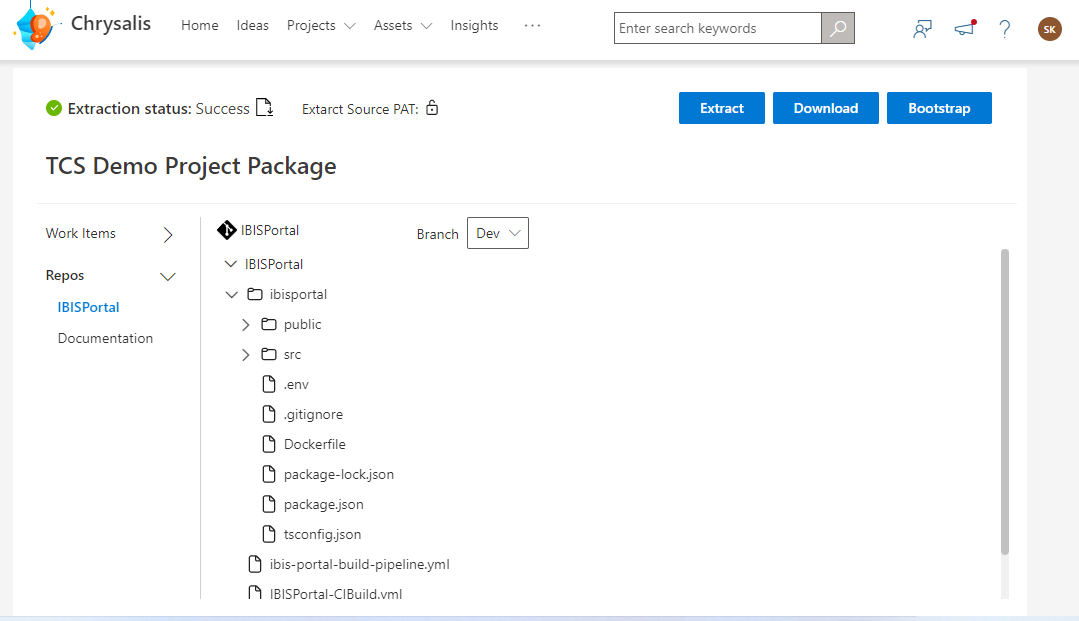 Chrysalis Home Ideas Projects Assets Insights ... Enter search keywords ? SK
Extraction status: Success Extarct Source PAT: Extract Download Bootstrap
TCS Demo Project Package
Work Items
Repos
IBISPortal
Documentation
IBISPortal Branch Dev
IBISPortal
ibisportal
public
src
.env
.gitignore
Dockerfile
package-lock.json
package.json
tsconfig.json
ibis-portal-build-pipeline.yml
IBISPortal-CIBuild.yml